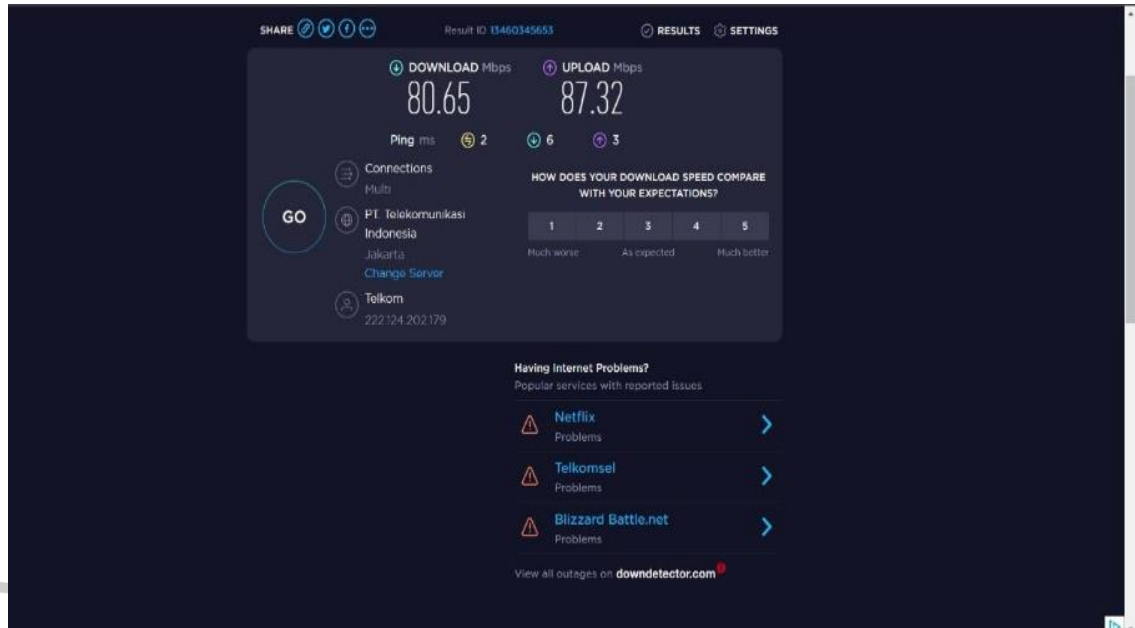 SHARE
Result ID 13460345653
RESULTS
SETTINGS
DOWNLOAD Mbps
UPLOAD Mbps
80.65
87.32
Ping ms 2 6 3
Connections
Multi
PT. Telekomunikasi
Indonesia
Jakarta
Change Server
GO
Telkom
222.124.202.179
HOW DOES YOUR DOWNLOAD SPEED COMPARE
WITH YOUR EXPECTATIONS?
1 2 3 4 5
Much worse As expected Much better
Having Internet Problems?
Popular services with reported issues
Netflix
Problems
Telkomsel
Problems
Blizzard Battle.net
Problems
View all outages on downdetector.com